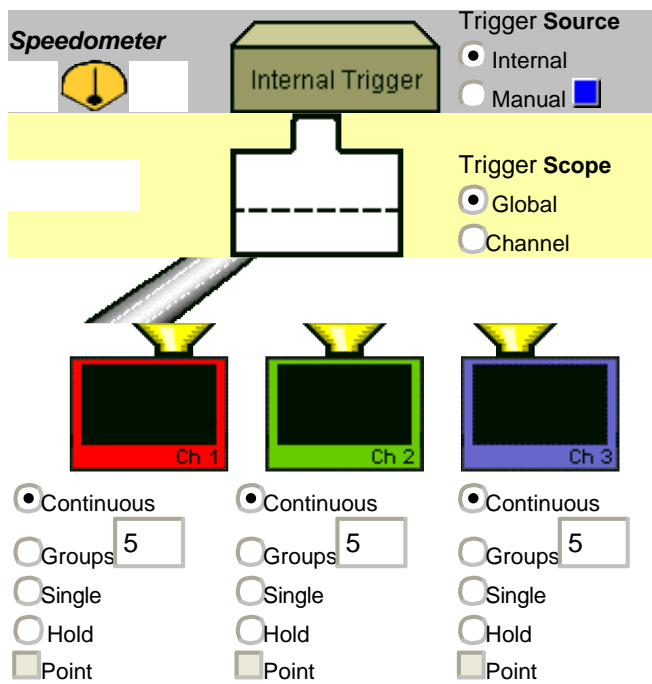 Speedometer
Internal Trigger
Trigger Source
Internal
Manual
Trigger Scope
Global
Channel
Ch 1
Ch 2
Ch 3
Continuous
Groups 5
Single
Hold
Point
Continuous
Groups 5
Single
Hold
Point
Continuous
Groups 5
Single
Hold
Point